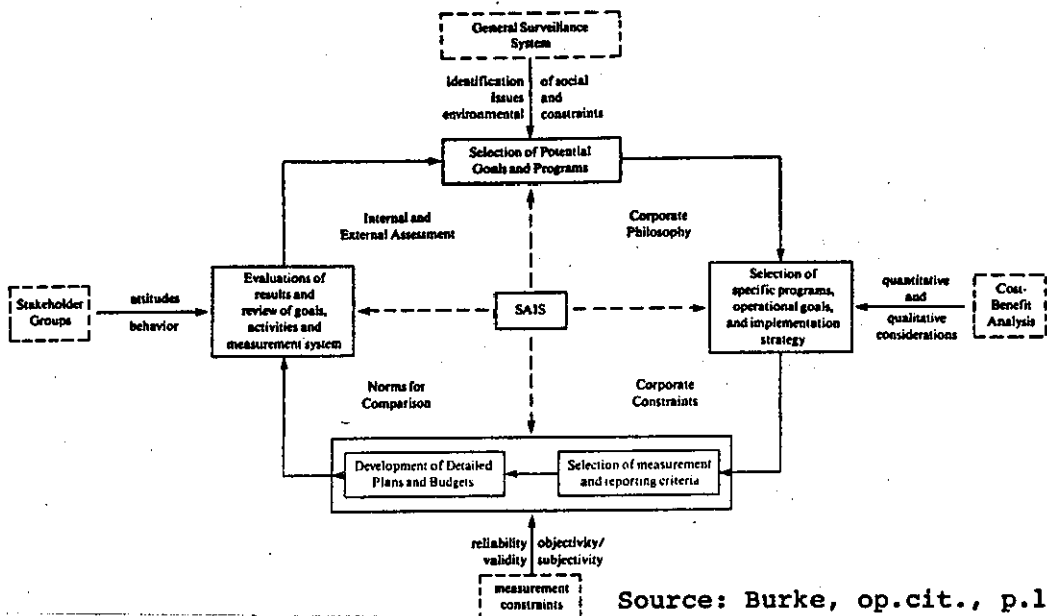 General Surveillance
System
identification of social
issues and
environmental constraints
Selection of Potential
Goals and Programs
Internal and
External Assessment
Corporate
Philosophy
Stakeholder
Groups
attitudes
behavior
Evaluations of
results and
review of goals,
activities and
measurement system
SAIS
Selection of
specific programs,
operational goals,
and implementation
strategy
quantitative
and
qualitative
considerations
Cost-
Benefit
Analysis
Norms for
Comparison
Corporate
Constraints
Development of Detailed
Plans and Budgets
Selection of measurement
and reporting criteria
reliability objectivity/
validity subjectivity
measurement
constraints
Source: Burke, op.cit., p.1